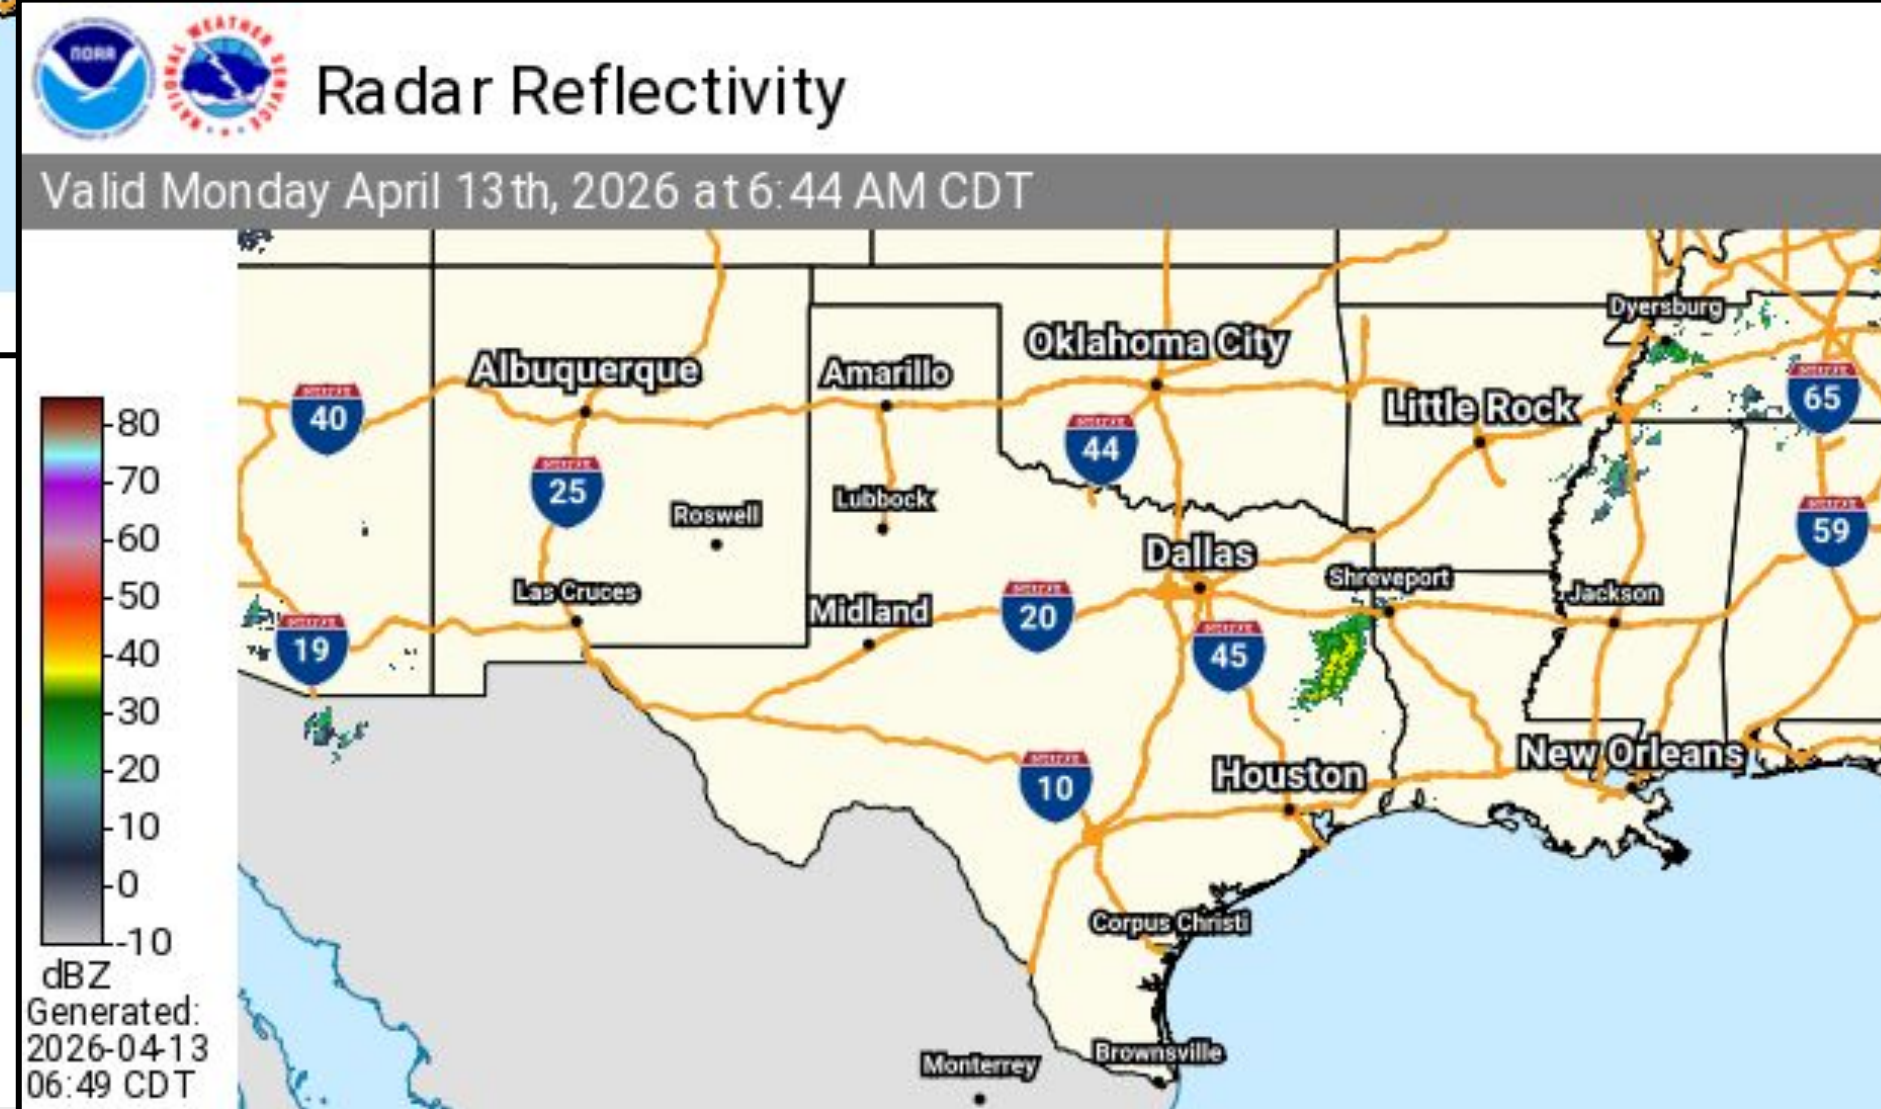 NOAA
NATIONAL WEATHER SERVICE
Radar Reflectivity
Valid Monday April 13th, 2026 at 6:44 AM CDT
Dyersburg
Oklahoma City
Albuquerque
Amarillo
40
65
Little Rock
44
25
Lubbock
Roswell
59
Dallas
Shreveport
Las Cruces
Jackson
Midland
20
19
45
New Orleans
10
Houston
Corpus Christi
Brownsville
Monterrey
80
70
60
50
40
30
20
10
0
-10
dBZ
Generated:
2026-04-13
06:49 CDT